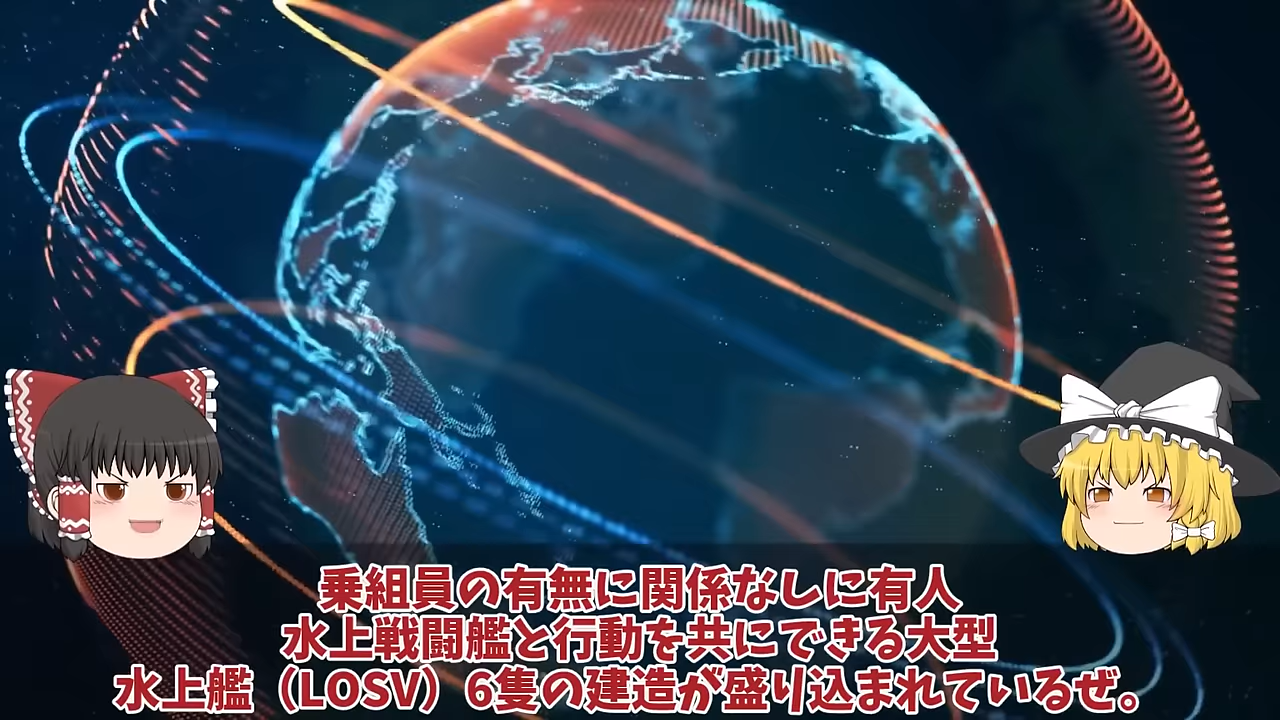 乗組員の有無に関係なしに有人
水上戦闘艦と行動を共にできる大型
水上艦（LOSV）6隻の建造が盛り込まれているぜ。